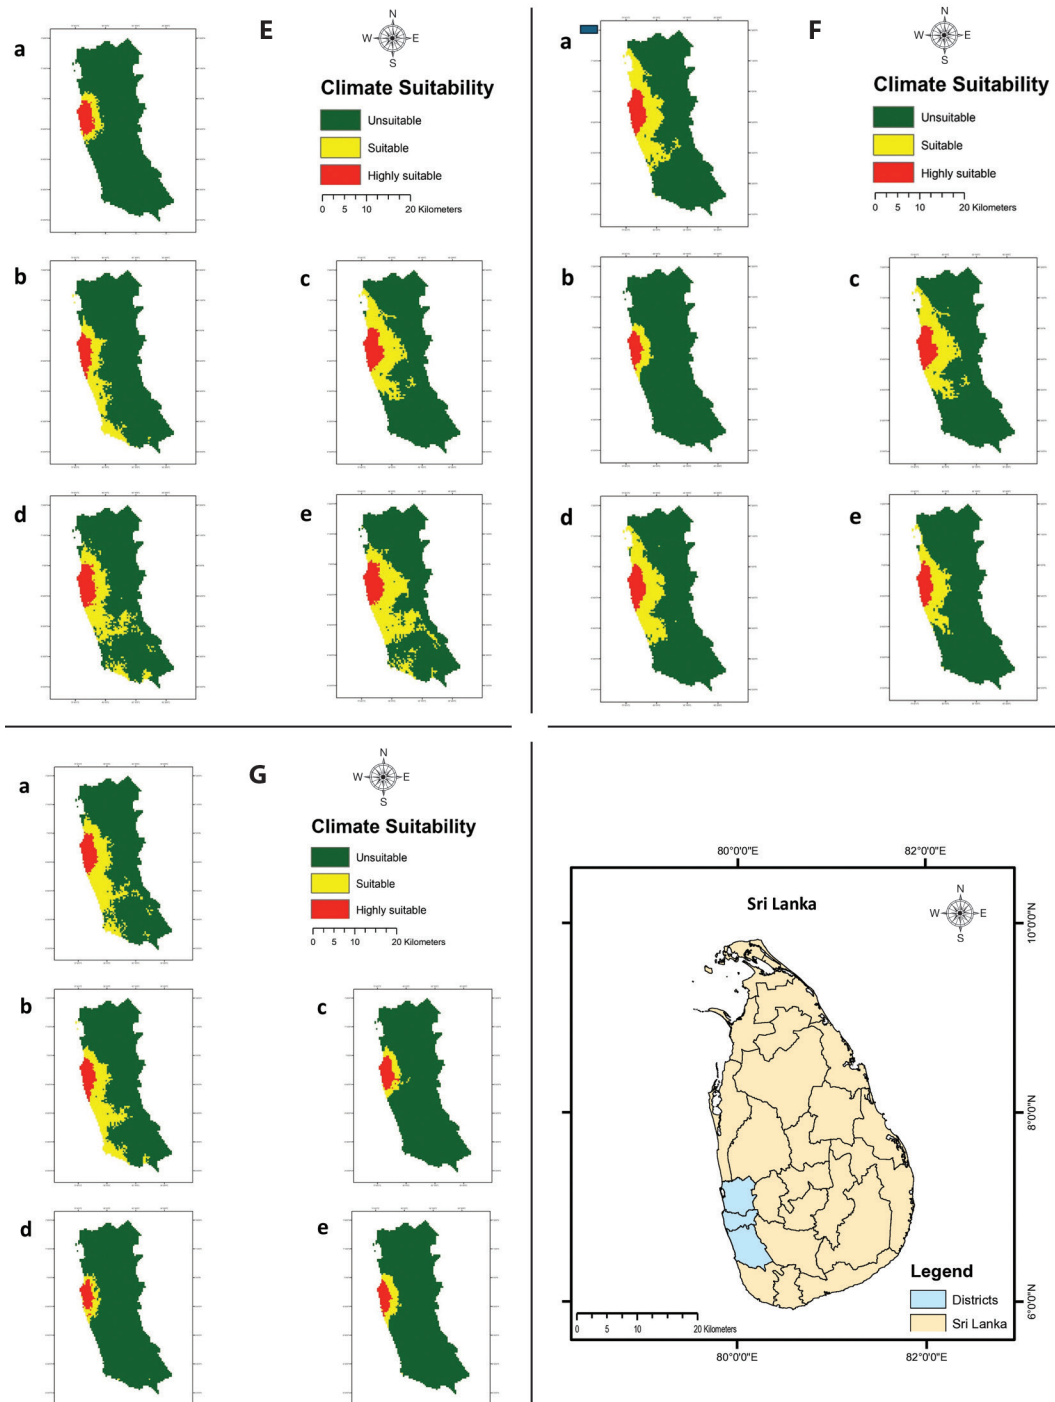 E
N
W E
S
a
Climate Suitability
Unsuitable
Suitable
Highly suitable
0 5 10 20 Kilometers
b
c
d
e
F
N
W E
S
a
Climate Suitability
Unsuitable
Suitable
Highly suitable
0 5 10 20 Kilometers
b
c
d
e
G
N
W E
S
a
Climate Suitability
Unsuitable
Suitable
Highly suitable
0 5 10 20 Kilometers
b
c
d
e
80°0'0"E 82°0'0"E
Sri Lanka
N
W E
S
10°0'0"N
8°0'0"N
6°0'0"N
Legend
Districts
Sri Lanka
0 5 10 20 Kilometers
80°0'0"E 82°0'0"E